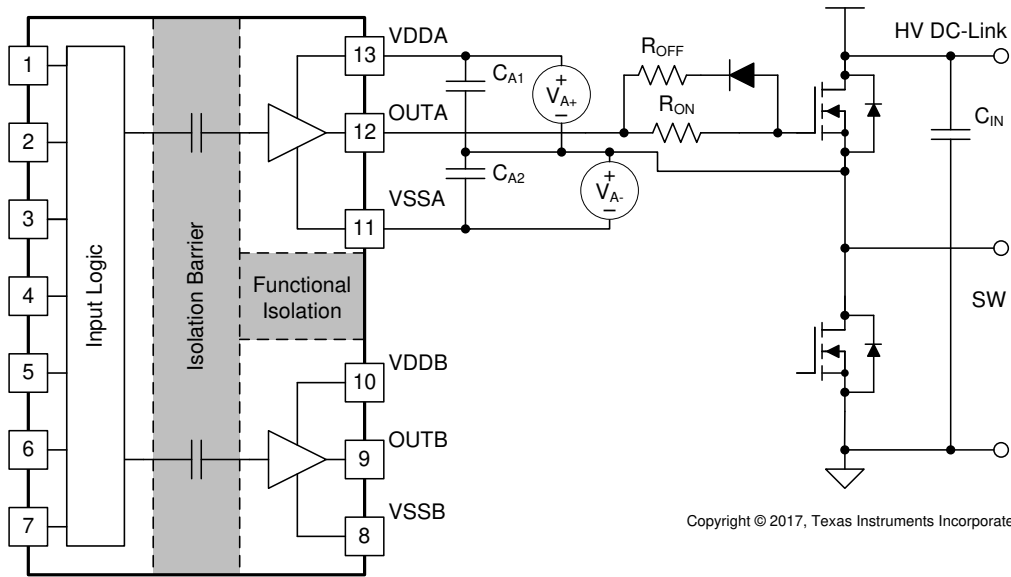 1
2
3
4
5
6
7
Input Logic
Isolation Barrier
Functional
Isolation
VDDA
13
OUTA
12
VSSA
11
VDDB
10
OUTB
9
VSSB
8
CA1
CA2
+
VA+
−
+
VA-
−
ROFF
RON
HV DC-Link
CIN
SW
Copyright © 2017, Texas Instruments Incorporate